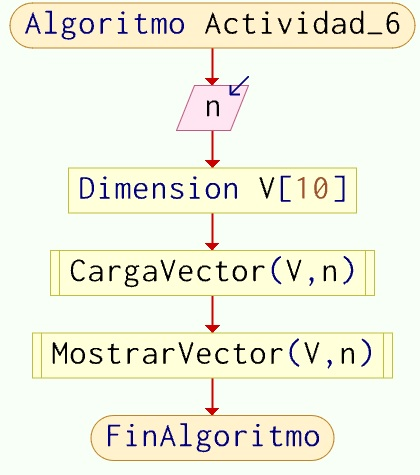 Algoritmo Actividad_6
n
Dimension V[10]
CargaVector(V,n)
MostrarVector(V,n)
FinAlgoritmo